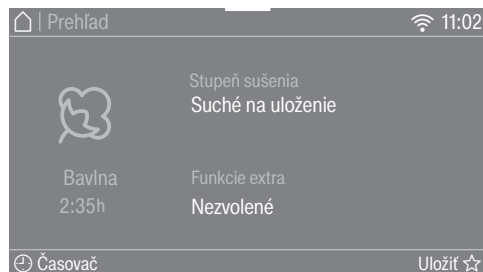 | Prehľad 11:02
Stupeň sušenia
Suché na uloženie
Bavlna
2:35h
Funkcie extra
Nezvolené
Časovač Uložiť